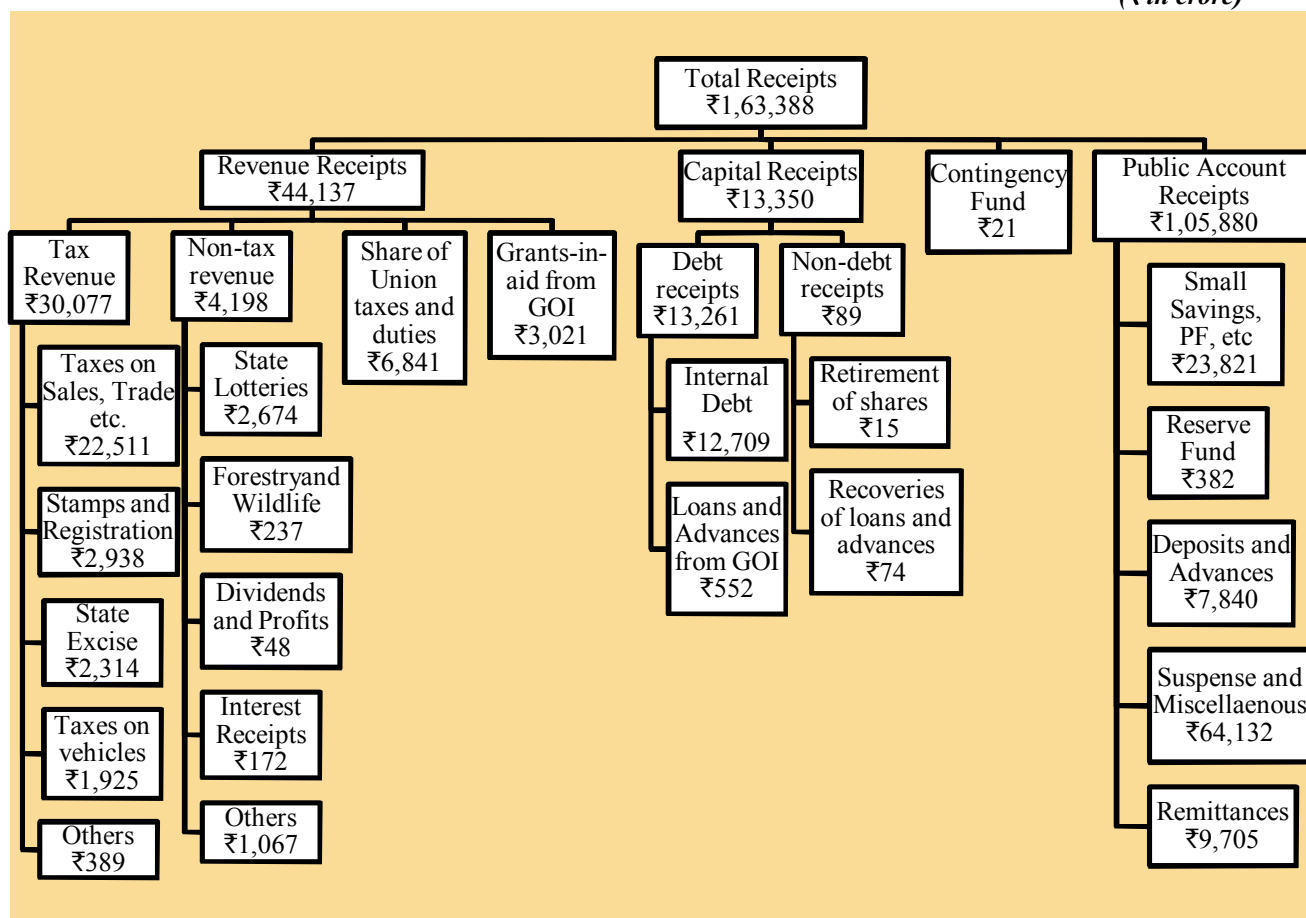 (₹ in crore)
Total Receipts
₹1,63,388
Revenue Receipts
₹44,137
Capital Receipts
₹13,350
Contingency
Fund
₹21
Public Account
Receipts
₹1,05,880
Tax
Revenue
₹30,077
Non-tax
revenue
₹4,198
Share of
Union
taxes and
duties
₹6,841
Grants-in-
aid from
GOI
₹3,021
Debt
receipts
₹13,261
Non-debt
receipts
₹89
Taxes on
Sales, Trade
etc.
₹22,511
Stamps and
Registration
₹2,938
State
Excise
₹2,314
Taxes on
vehicles
₹1,925
Others
₹389
State
Lotteries
₹2,674
Forestryand
Wildlife
₹237
Dividends
and Profits
₹48
Interest
Receipts
₹172
Others
₹1,067
Internal
Debt
₹12,709
Loans and
Advances
from GOI
₹552
Retirement
of shares
₹15
Recoveries
of loans and
advances
₹74
Small
Savings,
PF, etc
₹23,821
Reserve
Fund
₹382
Deposits and
Advances
₹7,840
Suspense and
Miscellaenous
₹64,132
Remittances
₹9,705